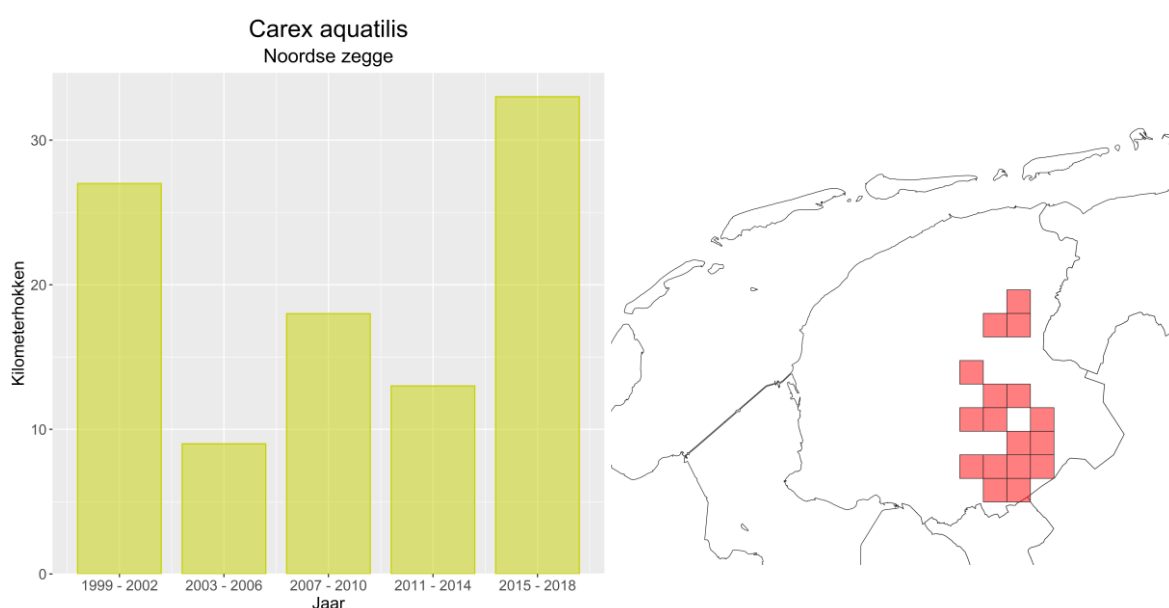 Carex aquatilis
Noordse zegge
Kilometerhokken
30
20
10
0
1999 - 2002
2003 - 2006
2007 - 2010
2011 - 2014
2015 - 2018
Jaar